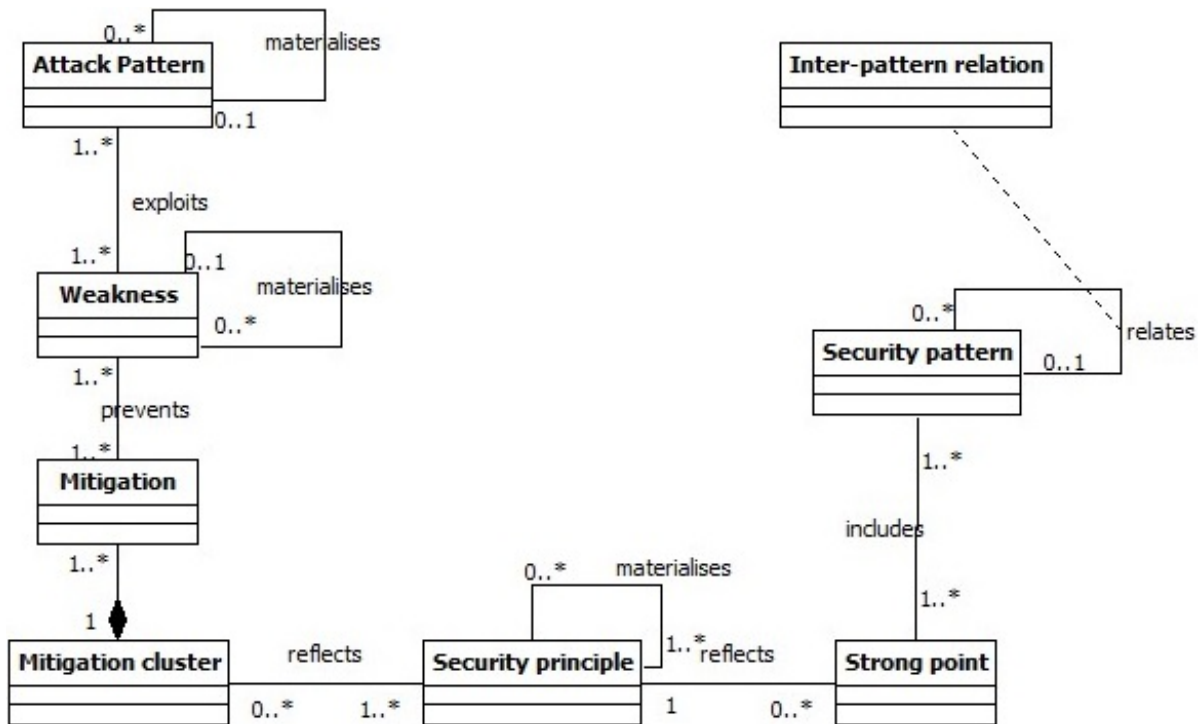 0..*
materialises
Attack Pattern
Inter-pattern relation
0..1
1..*
exploits
1..*
0..1
Weakness
materialises
0..*
0..*
relates
Security pattern
0..1
1..*
prevents
1..*
1..*
Mitigation
includes
1..*
0..*
materialises
1..*
1
1..*
Mitigation cluster
reflects
Security principle
reflects
Strong point
0..*
1..*
1
0..*